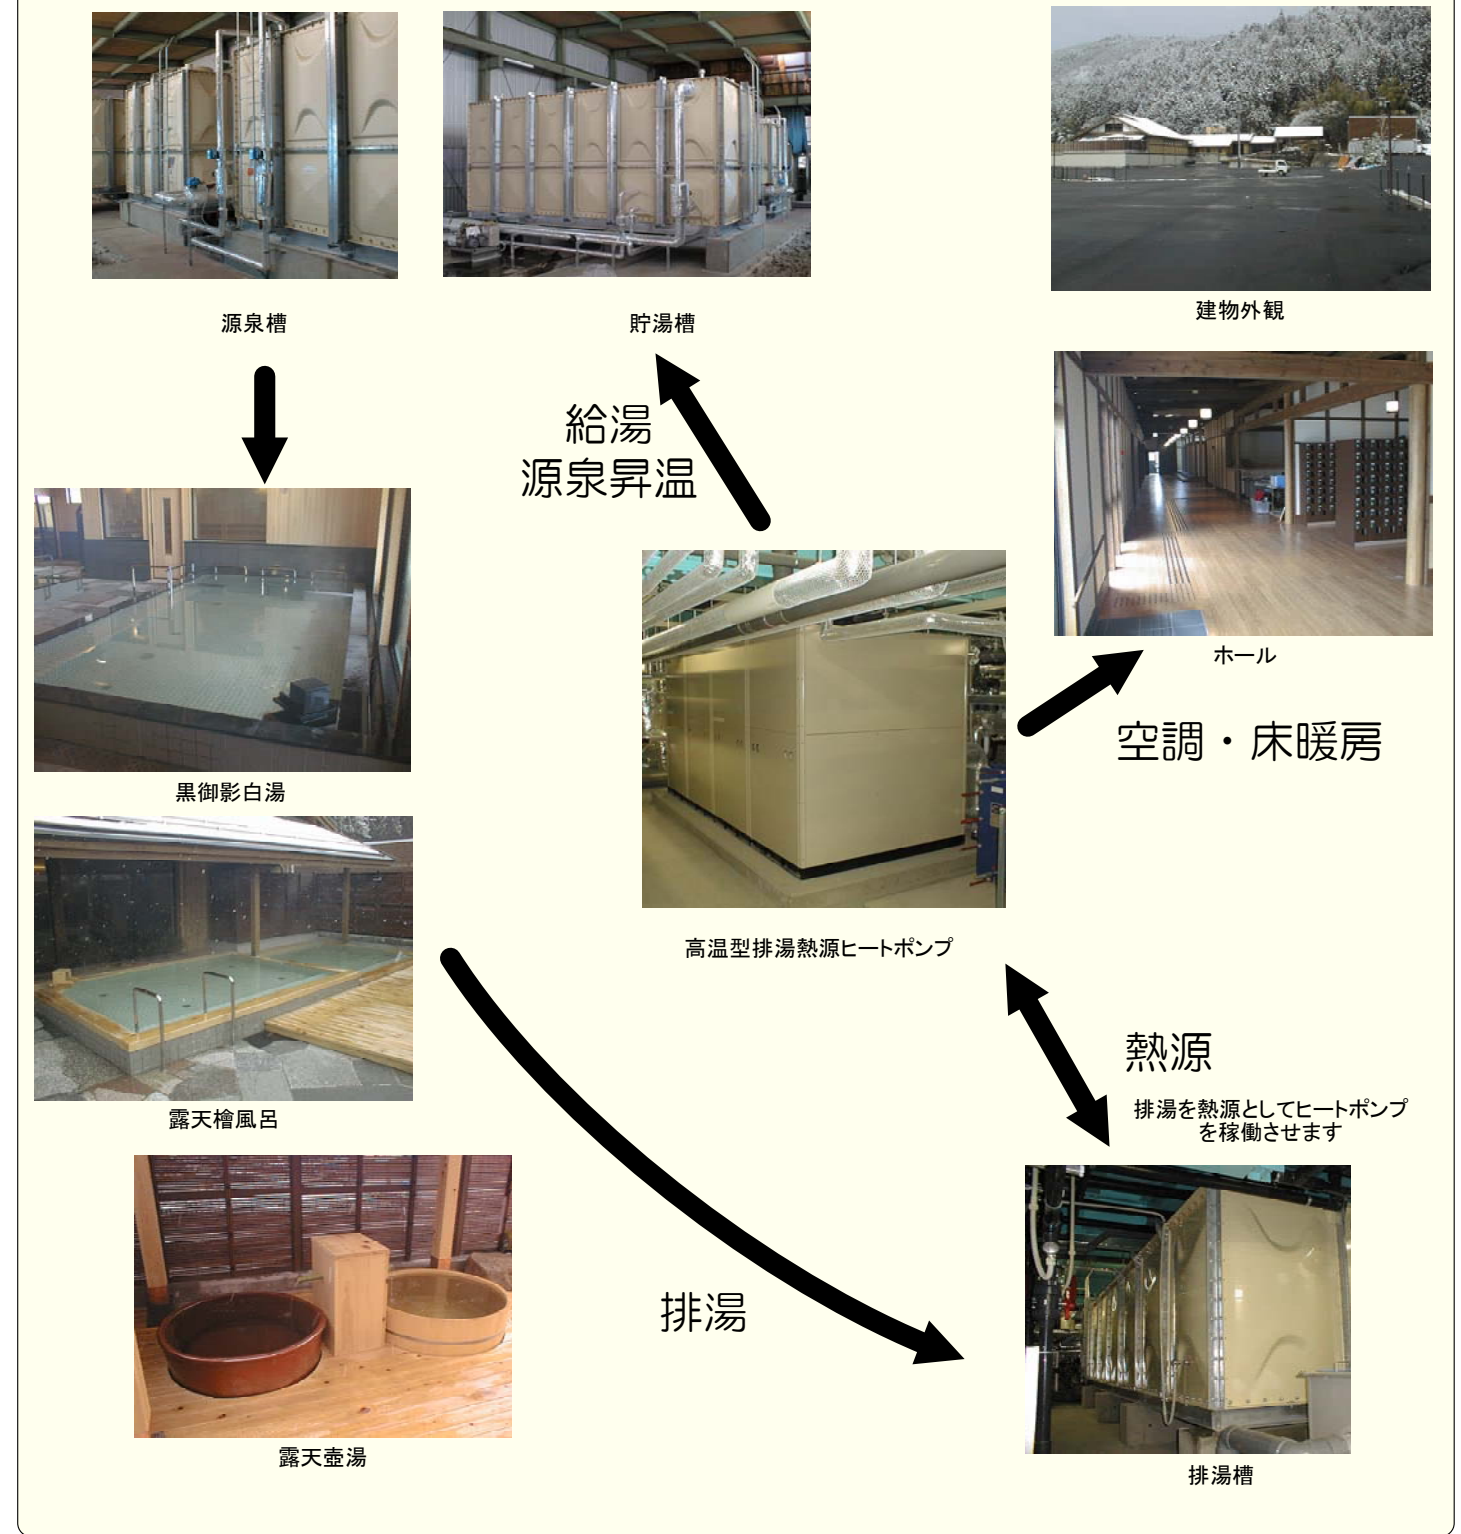 源泉槽
貯湯槽
建物外観
給湯
源泉昇温
ホール
空調・床暖房
黒御影白湯
高温型排湯熱源ヒートポンプ
熱源
排湯を熱源としてヒートポンプ
を稼働させます
露天檜風呂
排湯
露天壺湯
排湯槽